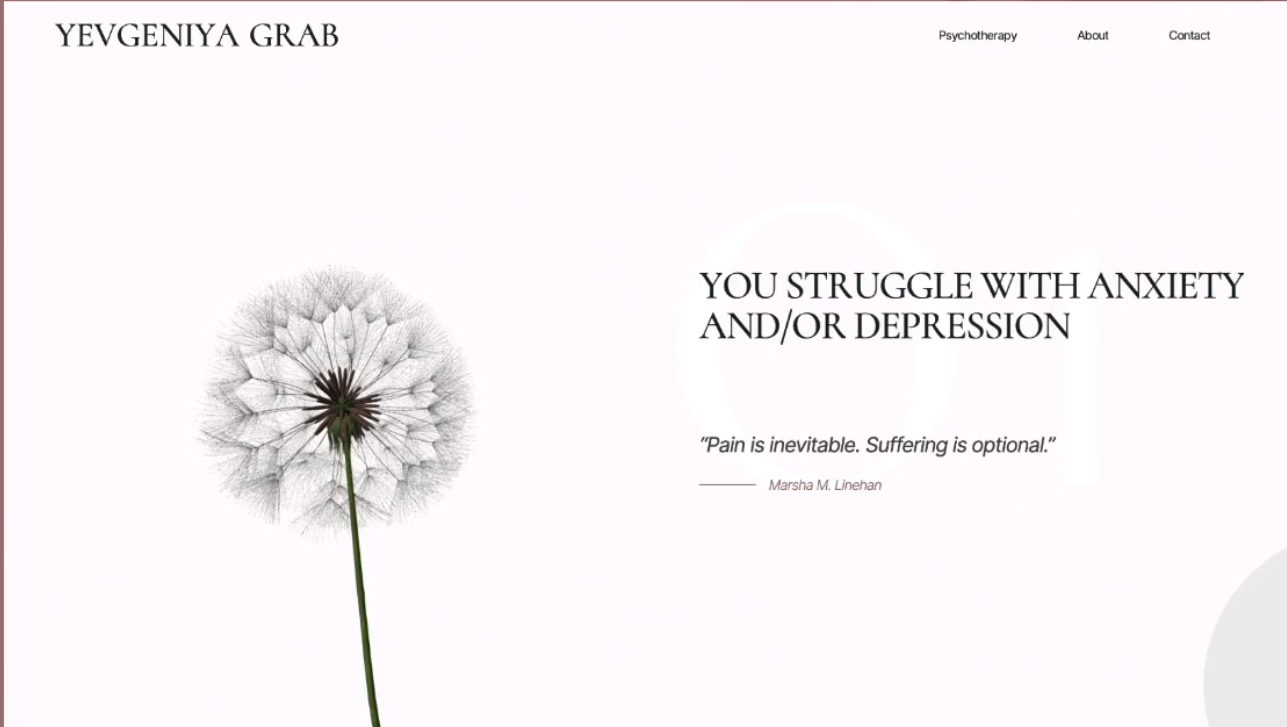 YEVGENIYA GRAB
Psychotherapy About Contact
01
YOU STRUGGLE WITH ANXIETY
AND/OR DEPRESSION
“Pain is inevitable. Suffering is optional.”
Marsha M. Linehan